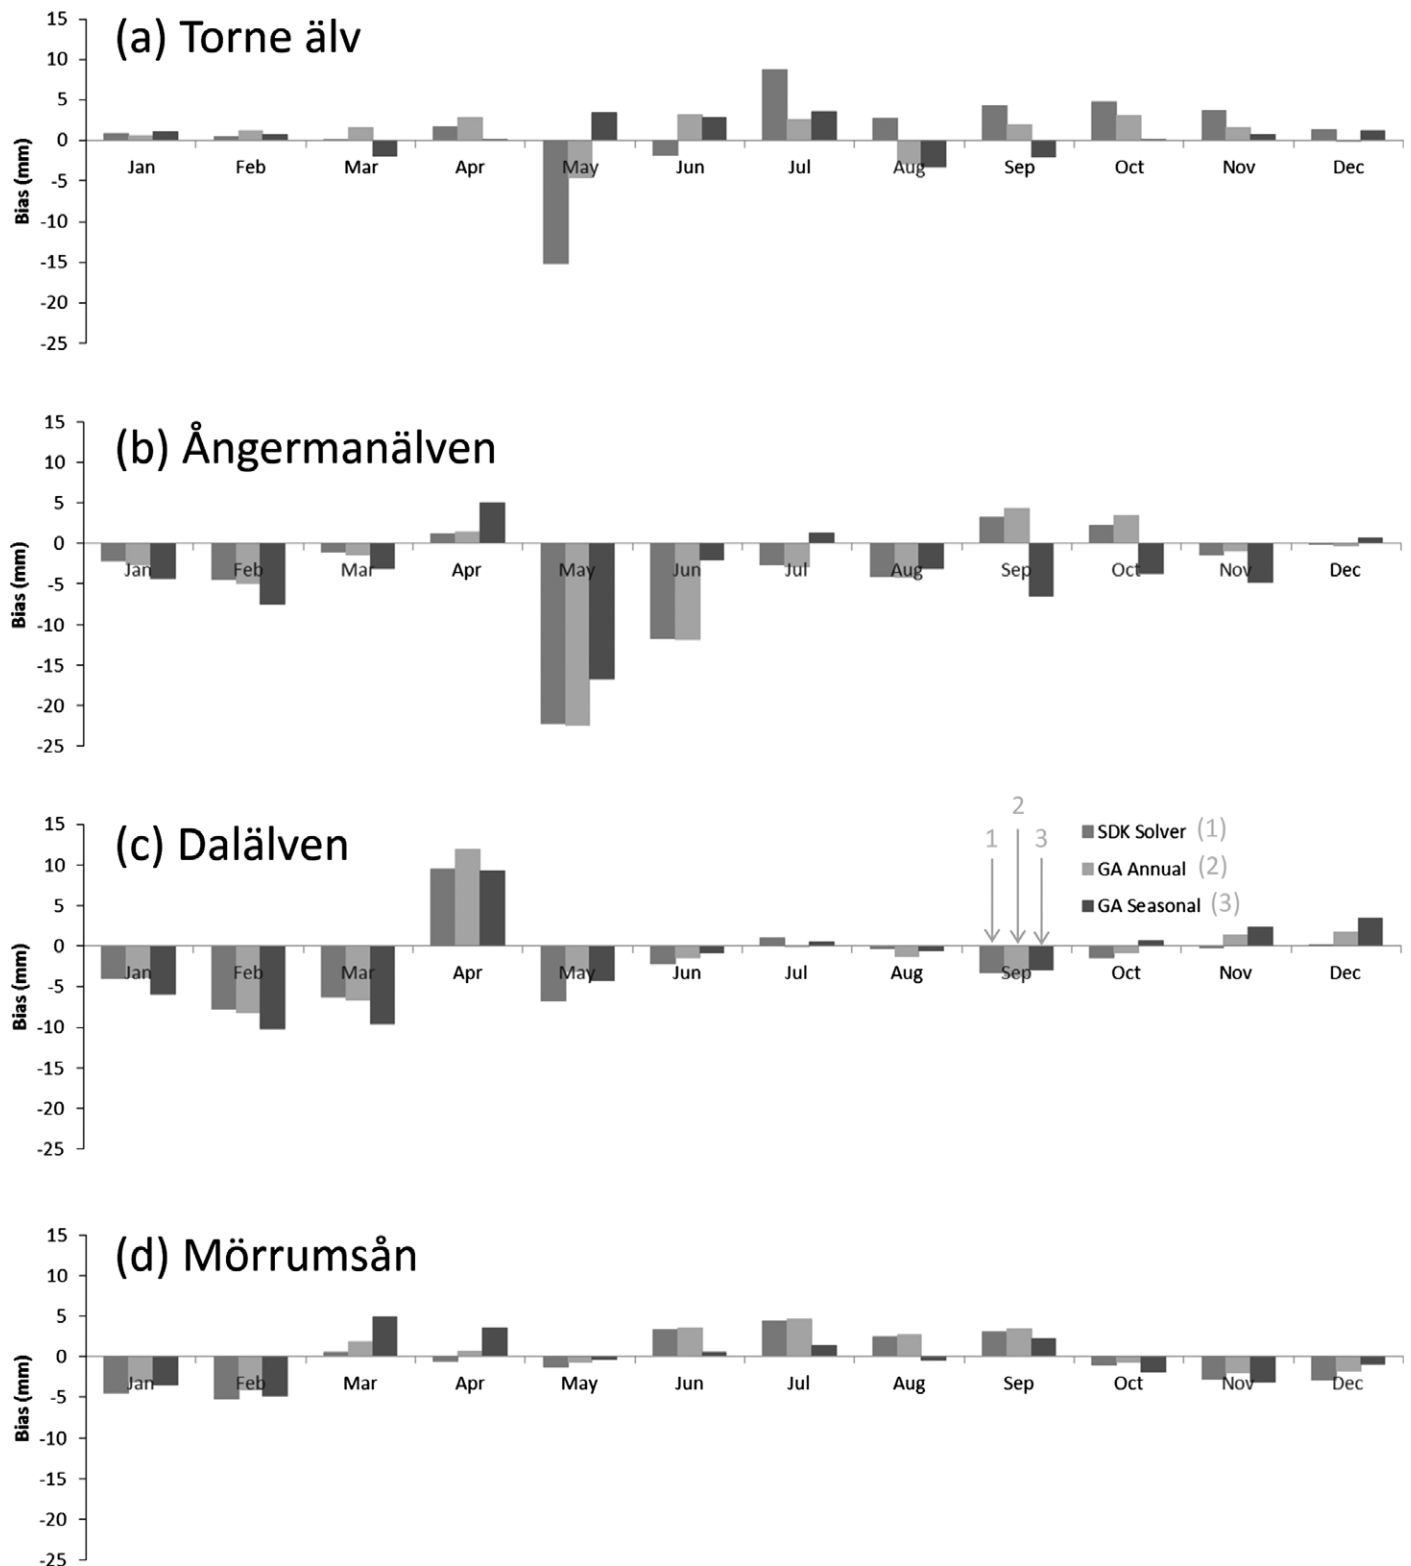 (a) Torne älv
15
10
5
0
-5
-10
-15
-20
-25
Bias (mm)
Jan Feb Mar Apr May Jun Jul Aug Sep Oct Nov Dec
(b) Ångermanälven
15
10
5
0
-5
-10
-15
-20
-25
Bias (mm)
Jan Feb Mar Apr May Jun Jul Aug Sep Oct Nov Dec
(c) Dalälven
15
10
5
0
-5
-10
-15
-20
-25
Bias (mm)
1 2 3
SDK Solver (1)
GA Annual (2)
GA Seasonal (3)
Jan Feb Mar Apr May Jun Jul Aug Sep Oct Nov Dec
(d) Mörrumsån
15
10
5
0
-5
-10
-15
-20
-25
Bias (mm)
Jan Feb Mar Apr May Jun Jul Aug Sep Oct Nov Dec